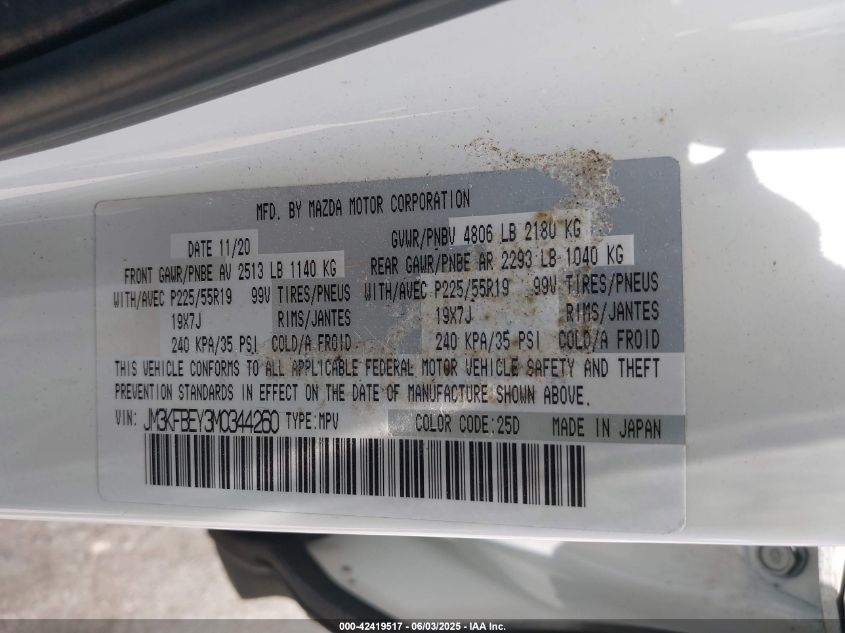 MFD. BY MAZDA MOTOR CORPORATION
DATE 11/20 GVWR/PNBV 4806 LB 2180 KG
FRONT GAWR/PNBE AV 2513 LB 1140 KG REAR GAWR/PNBE AR 2293 LB 1040 KG
WITH/AVEC P225/55R19 99V TIRES/PNEUS WITH/AVEC P225/55R19 99V TIRES/PNEUS
19X7J RIMS/JANTES 19X7J RIMS/JANTES
240 KPA/35 PSI COLD/A FROID 240 KPA/35 PSI COLD/A FROID
THIS VEHICLE CONFORMS TO ALL APPLICABLE FEDERAL MOTOR VEHICLE SAFETY AND THEFT
PREVENTION STANDARDS IN EFFECT ON THE DATE OF MANUFACTURE SHOWN ABOVE.
VIN: JM3KFBEY3M0344260 TYPE:MPV COLOR CODE:25D MADE IN JAPAN
000-42419517 - 06/03/2025 - IAA Inc.